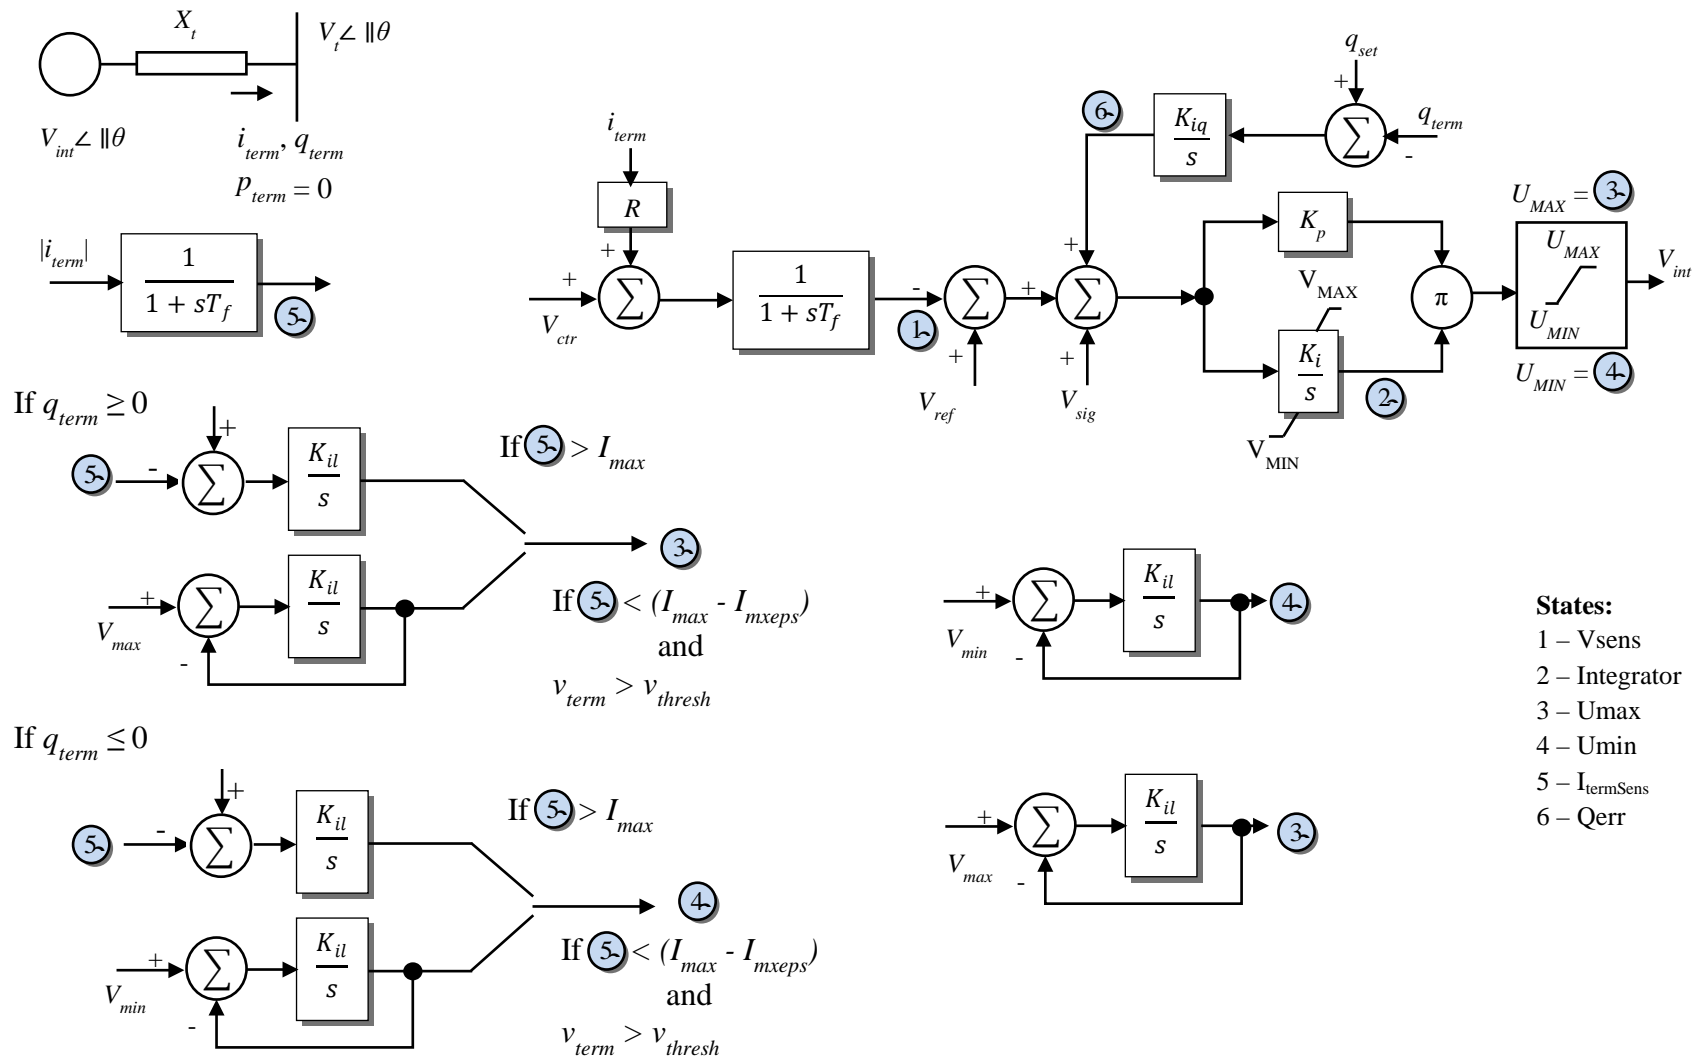 X_t
V_t∠ ||θ
V_int∠ ||θ
i_term, q_term
p_term = 0
|i_term|
1
1 + sT_f
5
i_term
R
+
+
∑
V_ctr
1
1 + sT_f
-
1
∑
+
V_ref
+
+
∑
+
V_sig
6
K_iq
s
q_set
+
∑
q_term
-
K_p
V_MAX
K_i
s
V_MIN
2
π
U_MAX = 3
U_MAX
U_MIN
U_MIN = 4
V_int
If q_term ≥ 0
5
-
+
∑
K_il
s
If 5 > I_max
3
V_max
+
-
∑
K_il
s
If 5 < (I_max - I_mxeps)
and
v_term > v_thresh
V_min
+
-
∑
K_il
s
4
If q_term ≤ 0
5
-
+
∑
K_il
s
If 5 > I_max
4
V_min
+
-
∑
K_il
s
If 5 < (I_max - I_mxeps)
and
v_term > v_thresh
V_max
+
-
∑
K_il
s
3
States:
1 – Vsens
2 – Integrator
3 – Umax
4 – Umin
5 – I_termSens
6 – Qerr